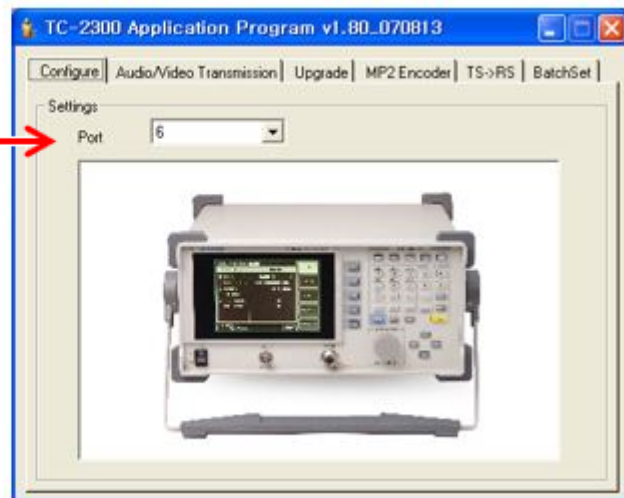 TC-2300 Application Program v1.80_070813
Configure Audio/Video Transmission Upgrade MP2 Encoder TS->RS BatchSet
Settings
Port 6